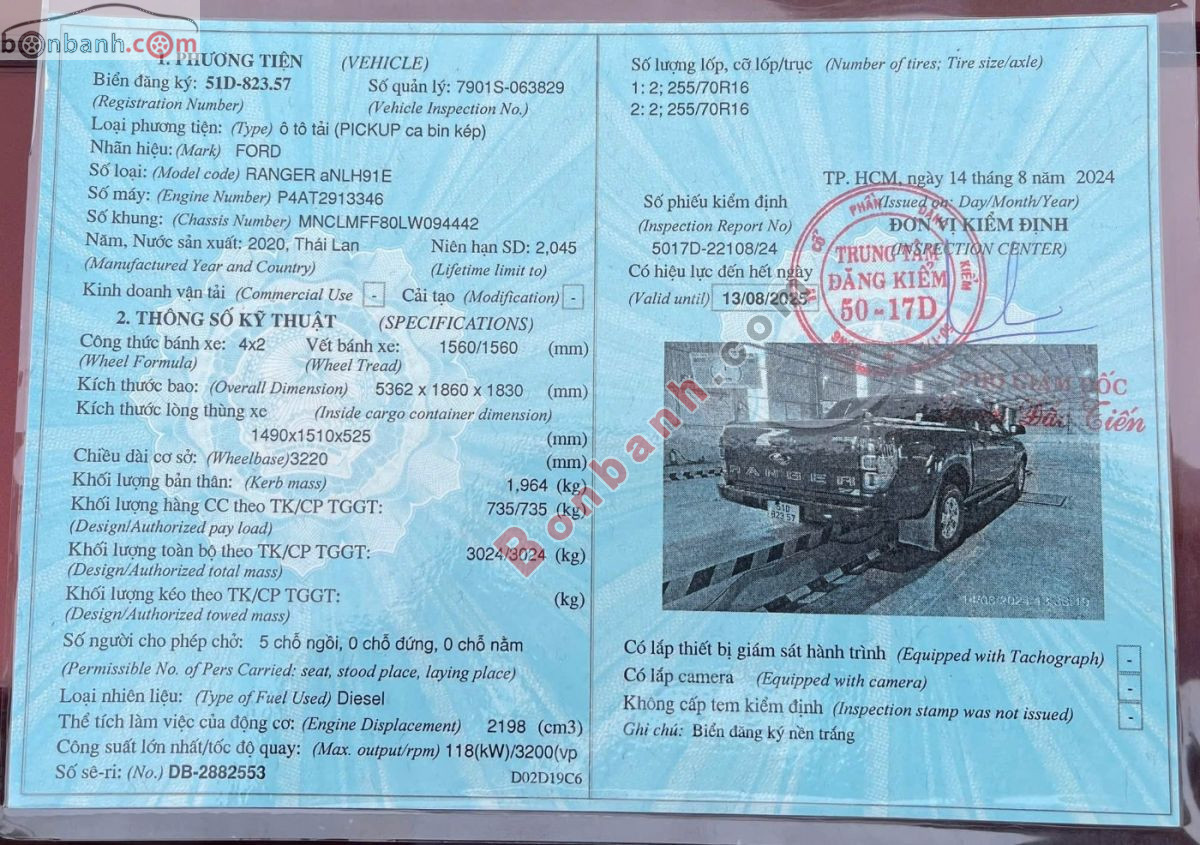 bonbanh.com
1. PHƯƠNG TIỆN (VEHICLE)
Biển đăng ký: 51D-823.57 Số quản lý: 7901S-063829
(Registration Number) (Vehicle Inspection No.)
Loại phương tiện: (Type) ô tô tải (PICKUP ca bin kép)
Nhãn hiệu: (Mark) FORD
Số loại: (Model code) RANGER aNLH91E
Số máy: (Engine Number) P4AT2913346
Số khung: (Chassis Number) MNCLMFF80LW094442
Năm, Nước sản xuất: 2020, Thái Lan Niên hạn SD: 2,045
(Manufactured Year and Country) (Lifetime limit to)
Kinh doanh vận tải (Commercial Use - Cải tạo (Modification) -
2. THÔNG SỐ KỸ THUẬT (SPECIFICATIONS)
Công thức bánh xe: 4x2 Vết bánh xe: 1560/1560 (mm)
(Wheel Formula) (Wheel Tread)
Kích thước bao: (Overall Dimension) 5362 x 1860 x 1830 (mm)
Kích thước lòng thùng xe (Inside cargo container dimension)
1490x1510x525 (mm)
Chiều dài cơ sở: (Wheelbase)3220 (mm)
Khối lượng bản thân: (Kerb mass) 1,964 (kg)
Khối lượng hàng CC theo TK/CP TGGT: 735/735 (kg)
(Design/Authorized pay load)
Khối lượng toàn bộ theo TK/CP TGGT: 3024/3024 (kg)
(Design/Authorized total mass)
Khối lượng kéo theo TK/CP TGGT: (kg)
(Design/Authorized towed mass)
Số người cho phép chở: 5 chỗ ngồi, 0 chỗ đứng, 0 chỗ nằm
(Permissible No. of Pers Carried: seat, stood place, laying place)
Loại nhiên liệu: (Type of Fuel Used) Diesel
Thể tích làm việc của động cơ: (Engine Displacement) 2198 (cm3)
Công suất lớn nhất/tốc độ quay: (Max. output/rpm) 118(kW)/3200(vp
Số sê-ri: (No.) DB-2882553 D02D19C6
Số lượng lốp, cỡ lốp/trục (Number of tires; Tire size/axle)
1: 2; 255/70R16
2: 2; 255/70R16
TP. HCM, ngày 14 tháng 8 năm 2024
Số phiếu kiểm định (Issued on: Day/Month/Year)
(Inspection Report No) ĐƠN VỊ KIỂM ĐỊNH
5017D-22108/24 (INSPECTION CENTER)
Có hiệu lực đến hết ngày
(Valid until) 13/08/2025
TRUNG TÂM
ĐĂNG KIỂM
50-17D
PHÓ GIÁM ĐỐC
Tiến
RANGER
51D
823.57
14/08/2024
Bonbanh.com
Có lắp thiết bị giám sát hành trình (Equipped with Tachograph) -
Có lắp camera (Equipped with camera) -
Không cấp tem kiểm định (Inspection stamp was not issued) -
Ghi chú: Biển đăng ký nền trắng